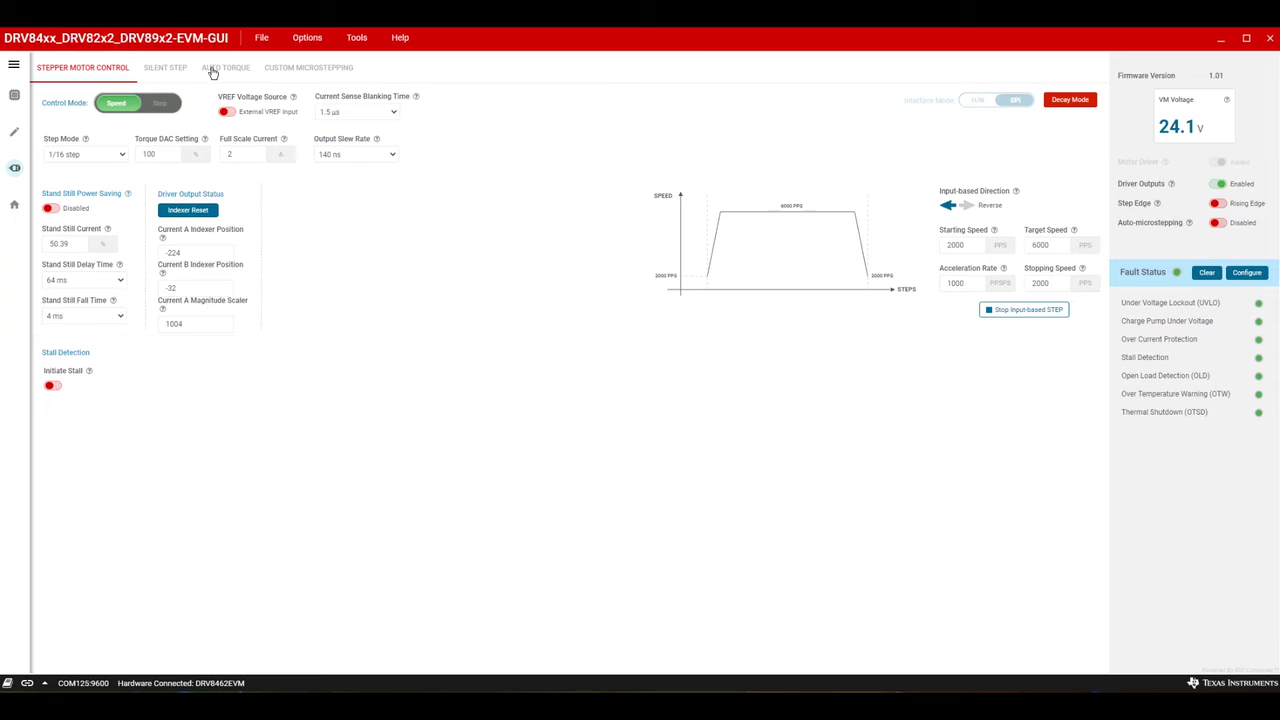 DRV84xx_DRV82x2_DRV89x2-EVM-GUI File Options Tools Help
STEPPER MOTOR CONTROL SILENT STEP AUTO TORQUE CUSTOM MICROSTEPPING
Control Mode: Speed Step
VREF Voltage Source
External VREF Input
Current Sense Blanking Time
1.5 µs
Interface Mode: H/W SPI Decay Mode
Step Mode Torque DAC Setting Full Scale Current Output Slew Rate
1/16 step 100 % 2 A 140 ns
Stand Still Power Saving
Disabled
Stand Still Current
50.39 %
Stand Still Delay Time
64 ms
Stand Still Fall Time
4 ms
Driver Output Status
Indexer Reset
Current A Indexer Position
-224
Current B Indexer Position
-32
Current A Magnitude Scaler
1004
Stall Detection
Initiate Stall
SPEED
6000 PPS
2000 PPS 2000 PPS
STEPS
Input-based Direction
Reverse
Starting Speed Target Speed
2000 PPS 6000 PPS
Acceleration Rate Stopping Speed
1000 PPSPS 2000 PPS
Stop input-based STEP
Firmware Version 1.01
VM Voltage
24.1 V
Motor Driver Awake
Driver Outputs Enabled
Step Edge Rising Edge
Auto-microstepping Disabled
Fault Status Clear Configure
Under Voltage Lockout (UVLO)
Charge Pump Under Voltage
Over Current Protection
Stall Detection
Open Load Detection (OLD)
Over Temperature Warning (OTW)
Thermal Shutdown (OTSD)
Powered By GUI Composer™
COM125:9600 Hardware Connected: DRV8462EVM TEXAS INSTRUMENTS